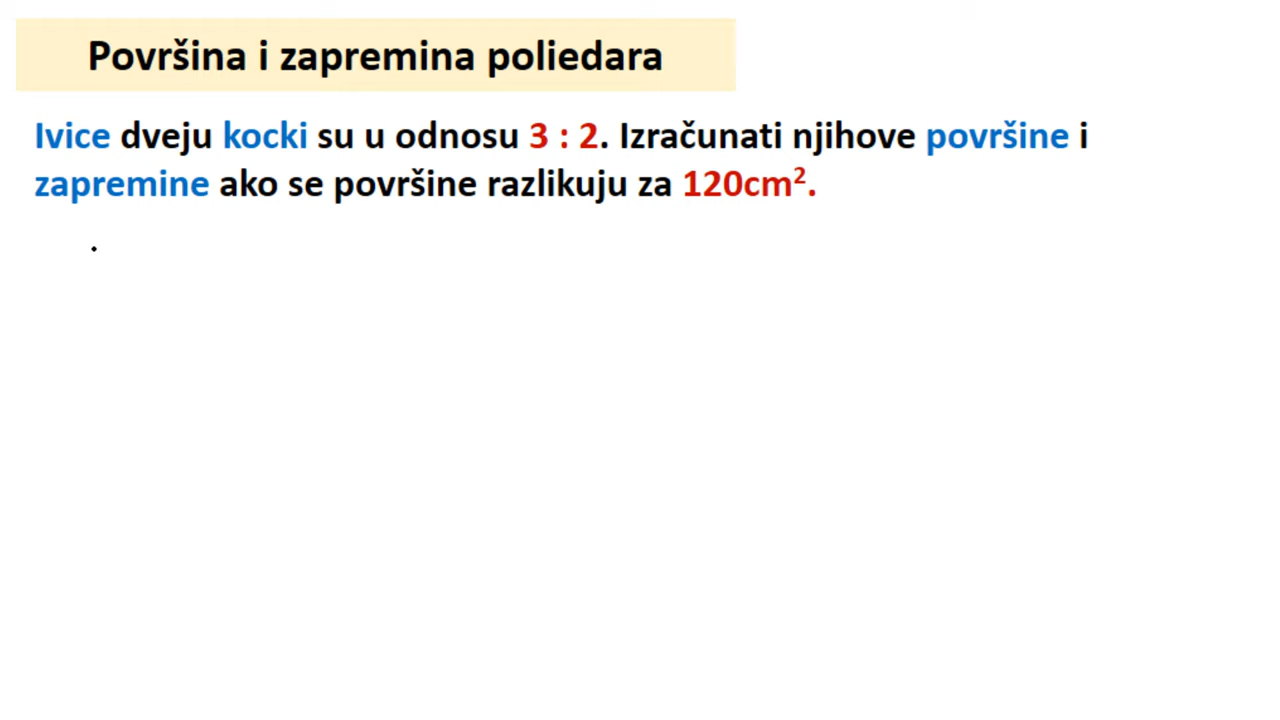 Površina i zapremina poliedara
Ivice dveju kocki su u odnosu 3 : 2. Izračunati njihove površine i
zapremine ako se površine razlikuju za 120cm².